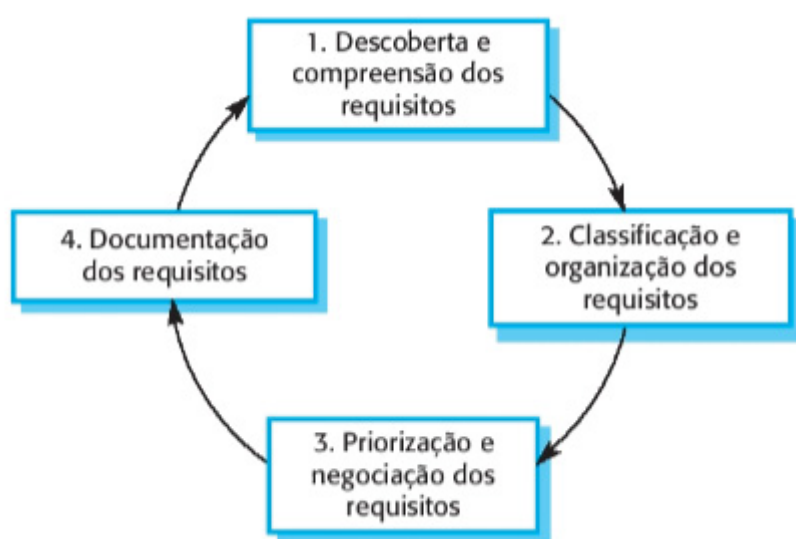 1. Descoberta e
compreensão dos
requisitos
2. Classificação e
organização dos
requisitos
3. Priorização e
negociação dos
requisitos
4. Documentação
dos requisitos